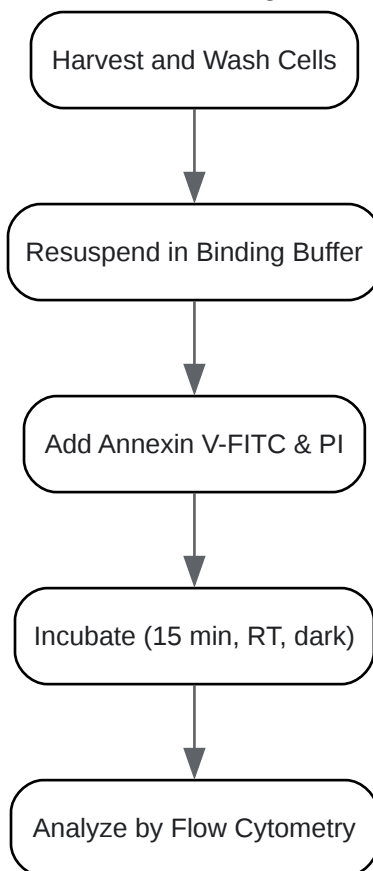 Harvest and Wash Cells
Resuspend in Binding Buffer
Add Annexin V-FITC & PI
Incubate (15 min, RT, dark)
Analyze by Flow Cytometry